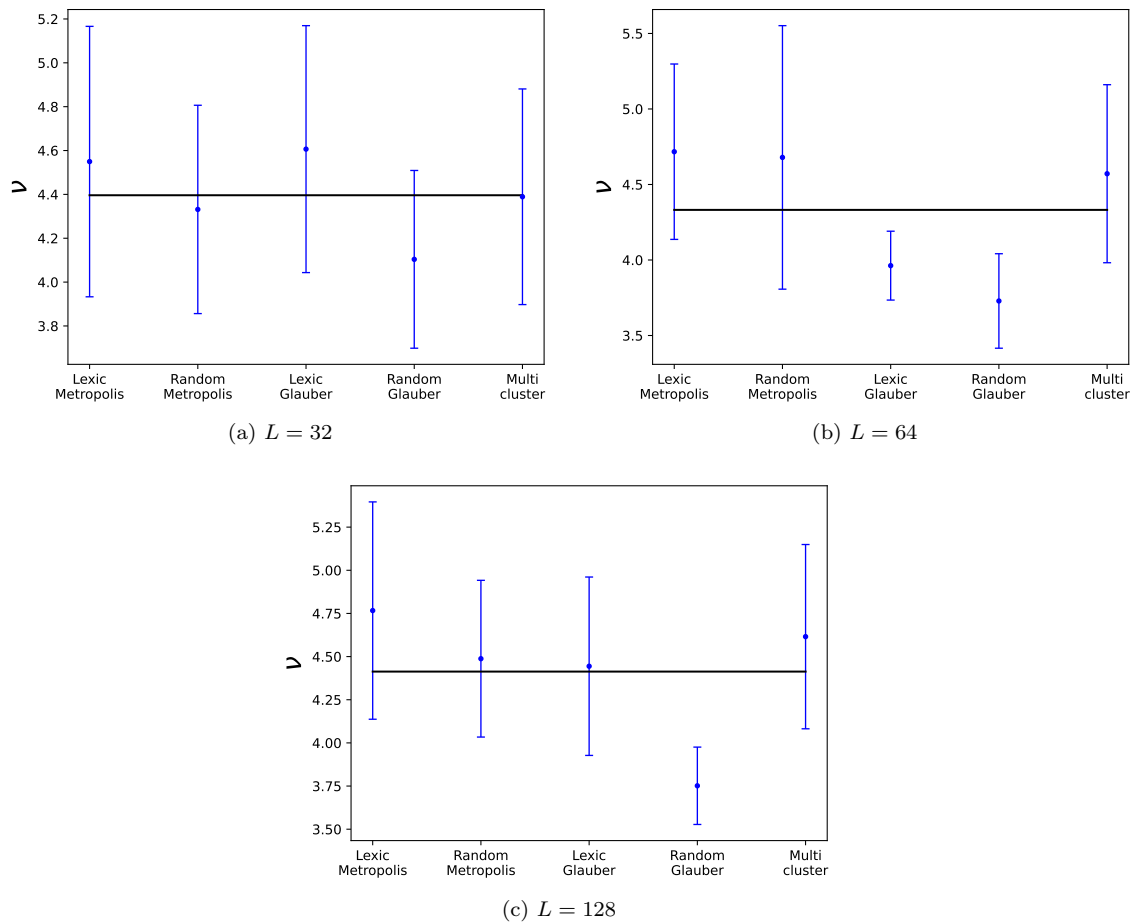 5.2
5.0
4.8
4.6
4.4
4.2
4.0
3.8
ν
Lexic
Metropolis
Random
Metropolis
Lexic
Glauber
Random
Glauber
Multi
cluster
(a) L = 32
5.5
5.0
4.5
4.0
3.5
ν
Lexic
Metropolis
Random
Metropolis
Lexic
Glauber
Random
Glauber
Multi
cluster
(b) L = 64
5.25
5.00
4.75
4.50
4.25
4.00
3.75
3.50
ν
Lexic
Metropolis
Random
Metropolis
Lexic
Glauber
Random
Glauber
Multi
cluster
(c) L = 128